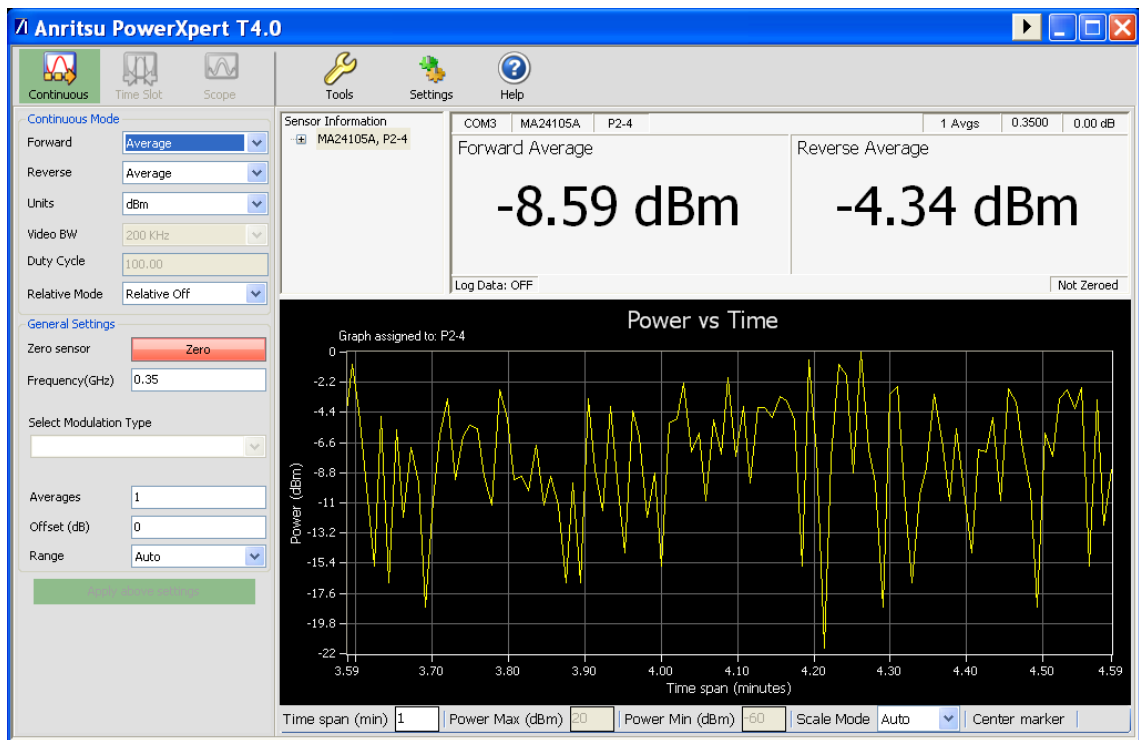 Anritsu PowerXpert T4.0
Continuous
Time Slot
Scope
Tools
Settings
Help
Continuous Mode
Forward Average
Reverse Average
Units dBm
Video BW 200 KHz
Duty Cycle 100.00
Relative Mode Relative Off
General Settings
Zero sensor Zero
Frequency(GHz) 0.35
Select Modulation Type
Averages 1
Offset (dB) 0
Range Auto
Apply above settings
Sensor Information
MA24105A, P2-4
COM3 MA24105A P2-4 1 Avgs 0.3500 0.00 dB
Forward Average
-8.59 dBm
Reverse Average
-4.34 dBm
Log Data: OFF
Not Zeroed
Power vs Time
Graph assigned to: P2-4
Power (dBm)
0
-2.2
-4.4
-6.6
-8.8
-11
-13.2
-15.4
-17.6
-19.8
-22
3.59 3.70 3.80 3.90 4.00 4.10 4.20 4.30 4.40 4.50 4.59
Time span (minutes)
Time span (min) 1 Power Max (dBm) 20 Power Min (dBm) -60 Scale Mode Auto Center marker